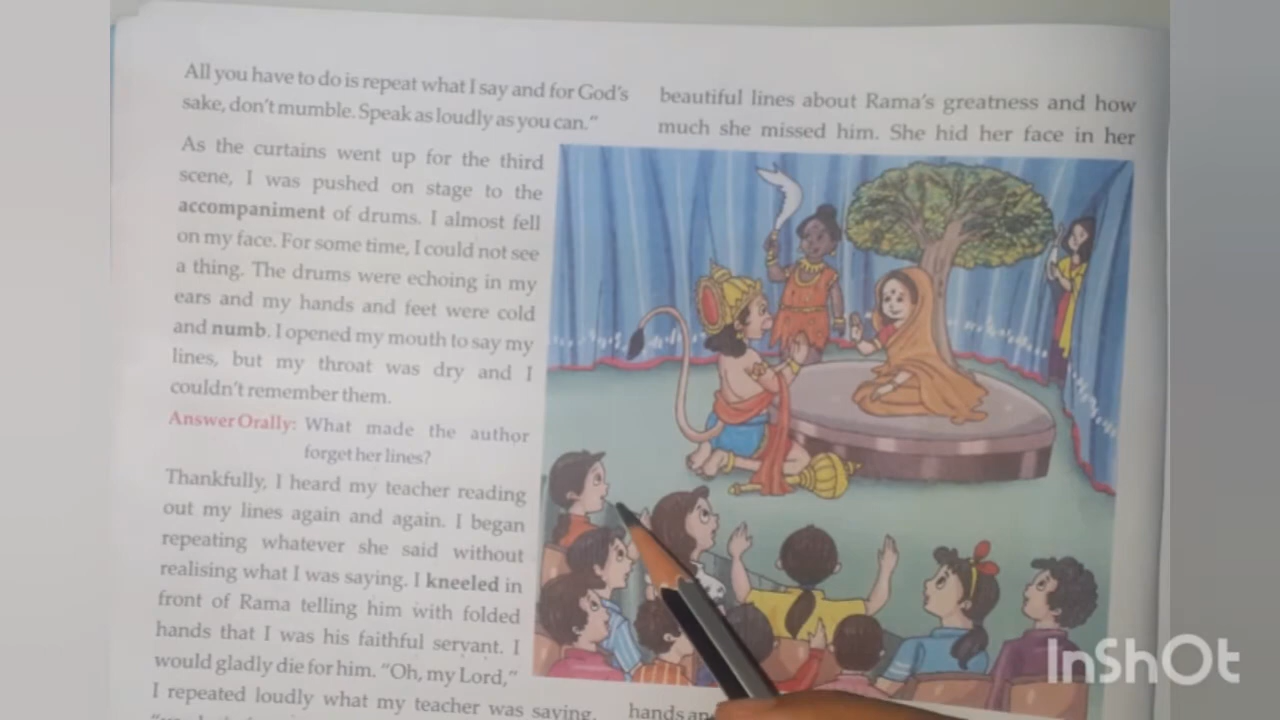 All you have to do is repeat what I say and for God's
sake, don't mumble. Speak as loudly as you can."
As the curtains went up for the third
scene, I was pushed on stage to the
accompaniment of drums. I almost fell
on my face. For some time, I could not see
a thing. The drums were echoing in my
ears and my hands and feet were cold
and numb. I opened my mouth to say my
lines, but my throat was dry and I
couldn't remember them.
Answer Orally: What made the author
forget her lines?
Thankfully, I heard my teacher reading
out my lines again and again. I began
repeating whatever she said without
realising what I was saying. I kneeled in
front of Rama telling him with folded
hands that I was his faithful servant. I
would gladly die for him. "Oh, my Lord,"
I repeated loudly what my teacher was saying,
beautiful lines about Rama's greatness and how
much she missed him. She hid her face in her
hands an
InShOt